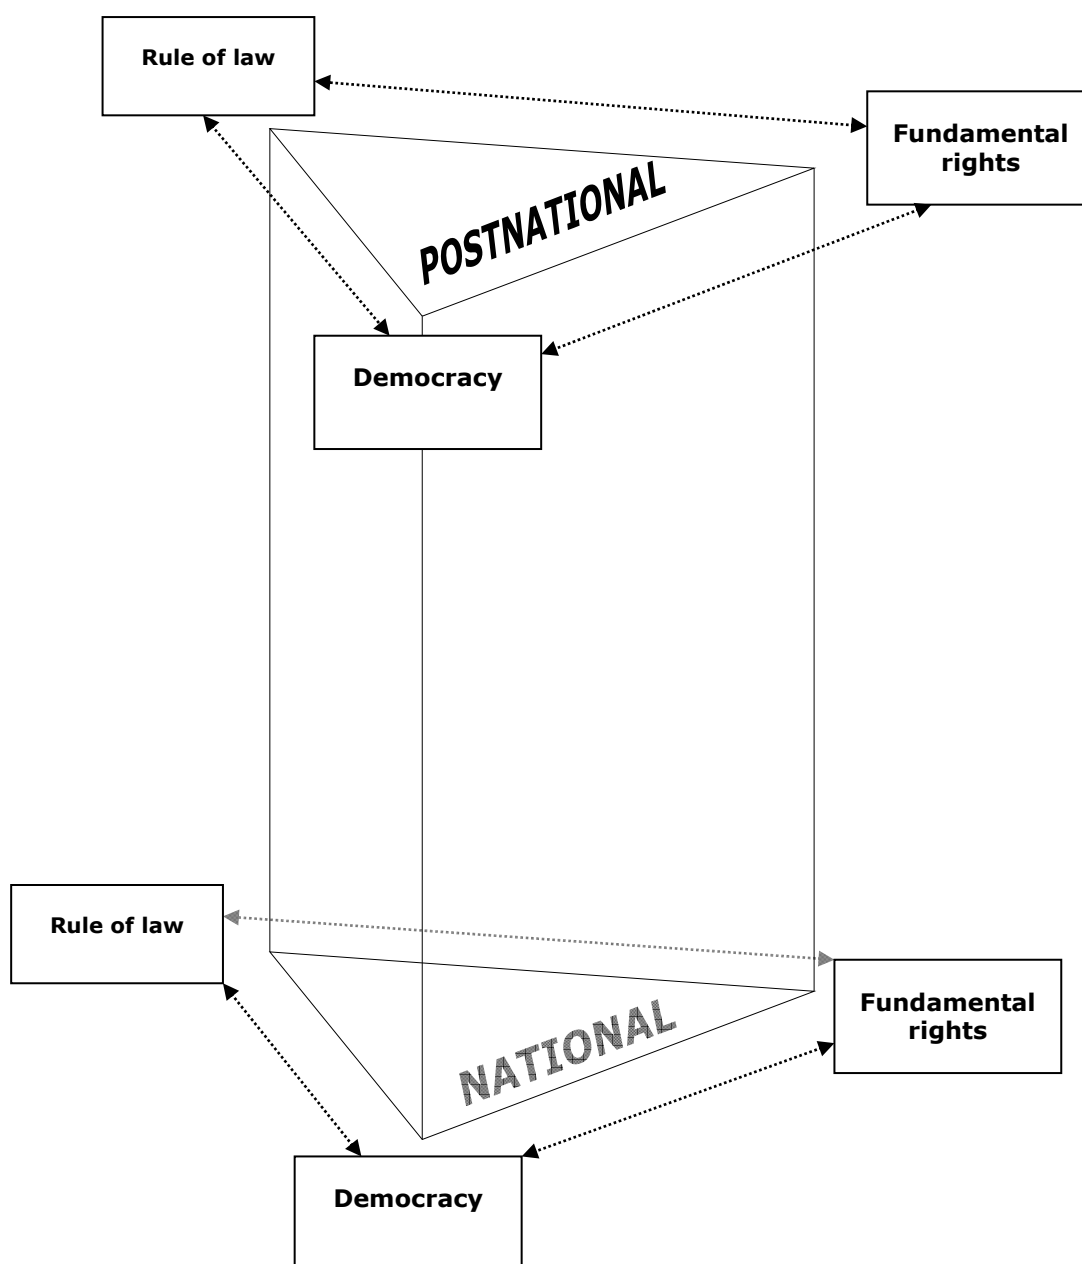 Rule of law
Fundamental
rights
POSTNATIONAL
Democracy
Rule of law
Fundamental
rights
NATIONAL
Democracy